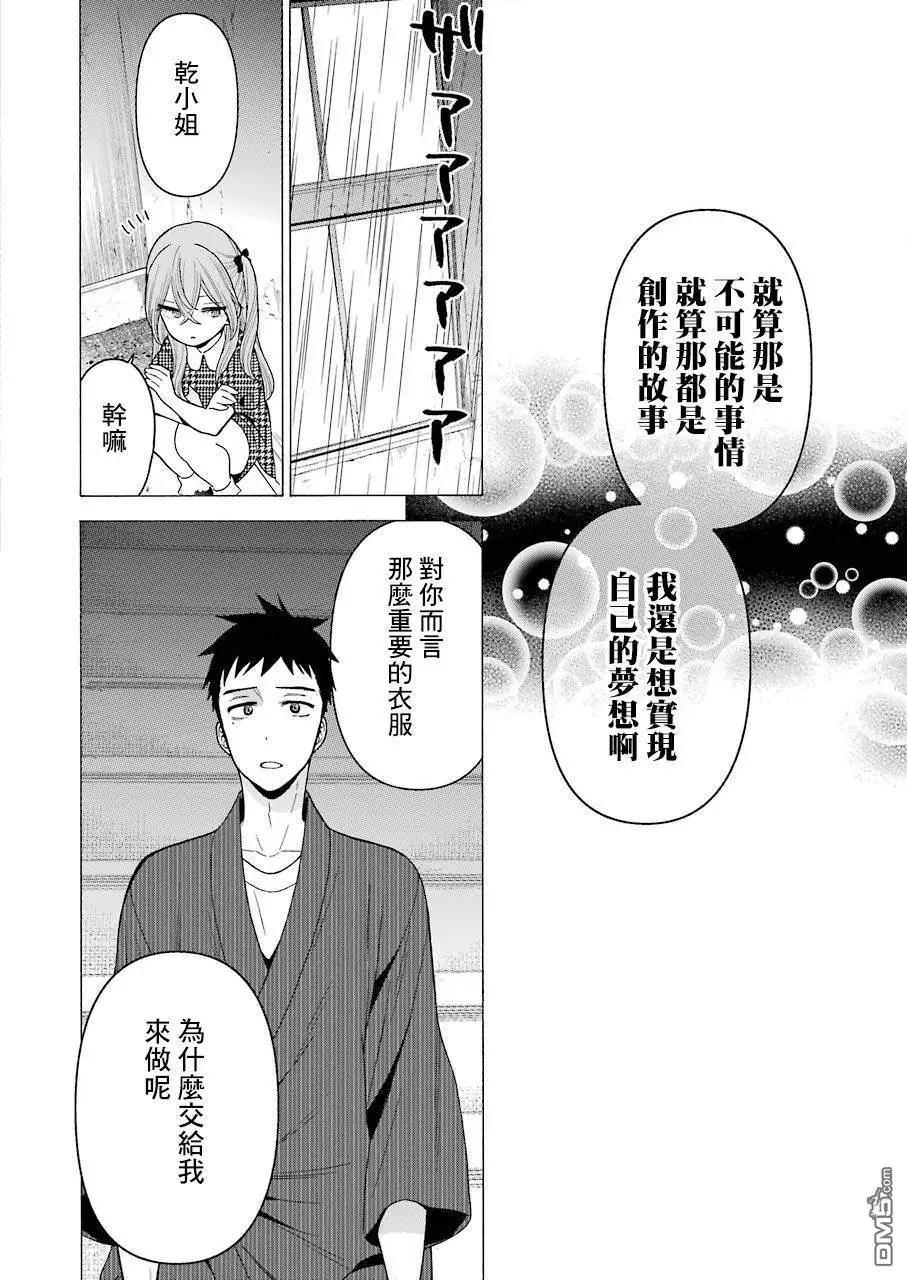 就算那是
不可能的事情
就算那都是
創作的故事
我還是想實現
自己的夢想啊
ザアアアアアアア
乾小姐
幹嘛
對你而言
那麼重要的衣服
為什麼交給我
來做呢
DM5.com